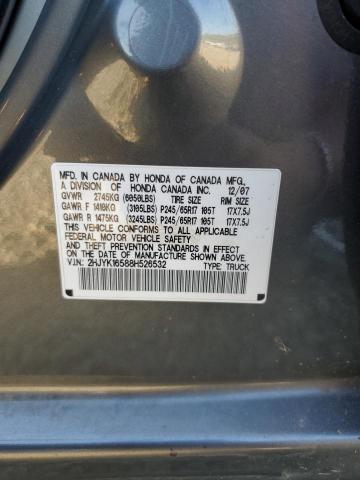 MFD. IN CANADA BY HONDA OF CANADA MFG.,
A DIVISION OF HONDA CANADA INC. 12/07
GVWR 2745KG (6050LBS) TIRE SIZE RIM SIZE
GAWR F 1410KG (3105LBS) P245/65R17 105T 17X7.5J
GAWR R 1475KG (3245LBS) P245/65R17 105T 17X7.5J
THIS VEHICLE CONFORMS TO ALL APPLICABLE
FEDERAL MOTOR VEHICLE SAFETY
AND THEFT PREVENTION STANDARDS IN EFFECT
ON THE DATE OF MANUFACTURE SHOWN ABOVE.
V.I.N.: 2HJYK16588H526532 TYPE: TRUCK